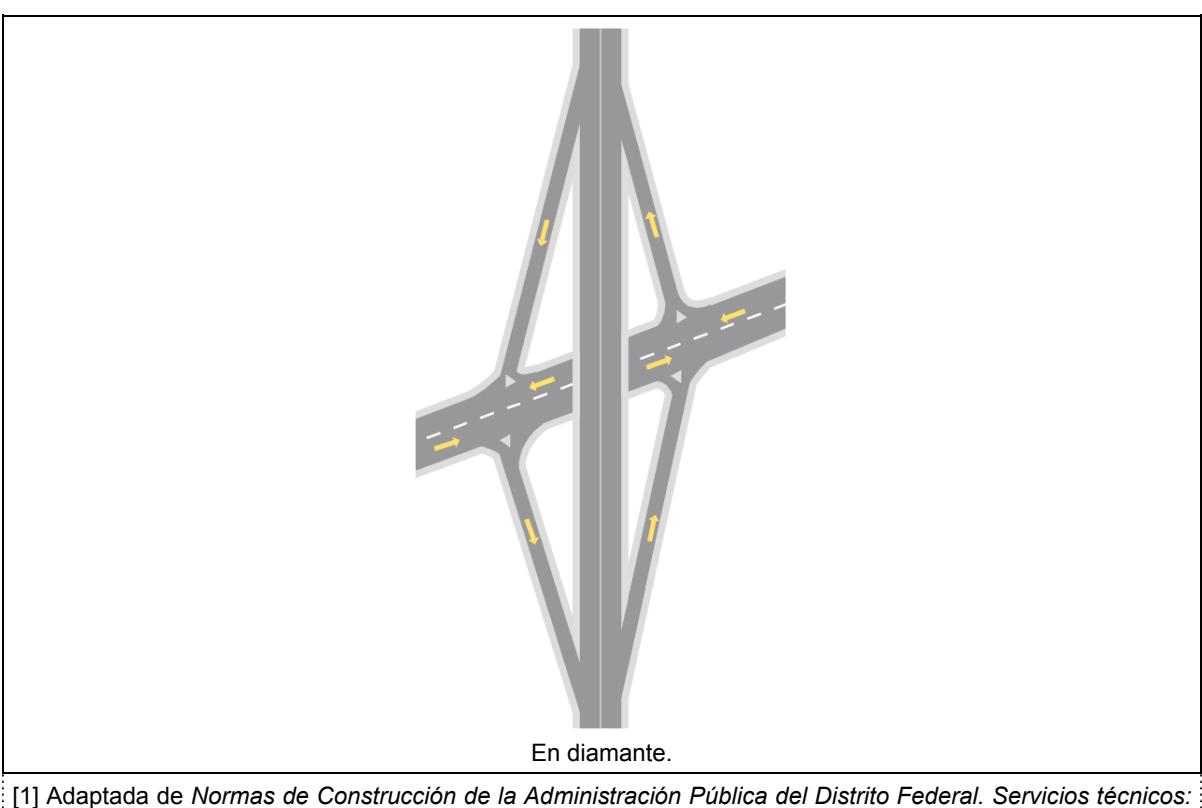 En diamante.
[1] Adaptada de Normas de Construcción de la Administración Pública del Distrito Federal. Servicios técnicos: